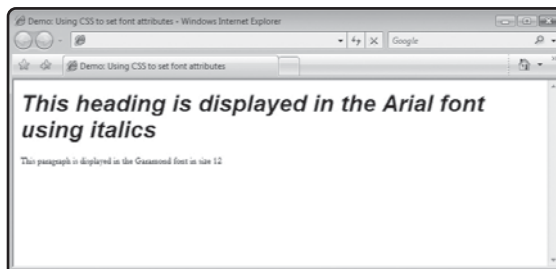 Demo: Using CSS to set font attributes - Windows Internet Explorer
Google
Demo: Using CSS to set font attributes
This heading is displayed in the Arial font
using italics
This paragraph is displayed in the Garamond font in size 12